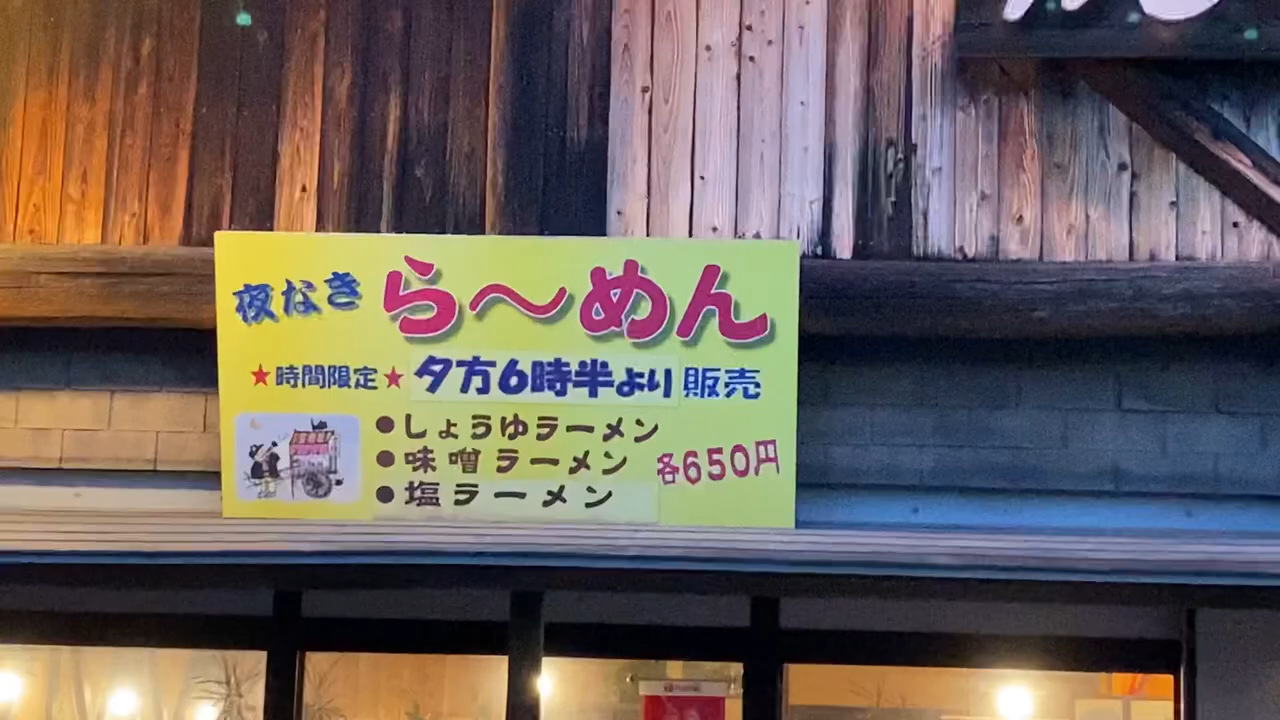 夜なき ら〜めん
★時間限定★ 夕方6時半より 販売
●しょうゆラーメン
●味噌ラーメン
●塩ラーメン
各650円